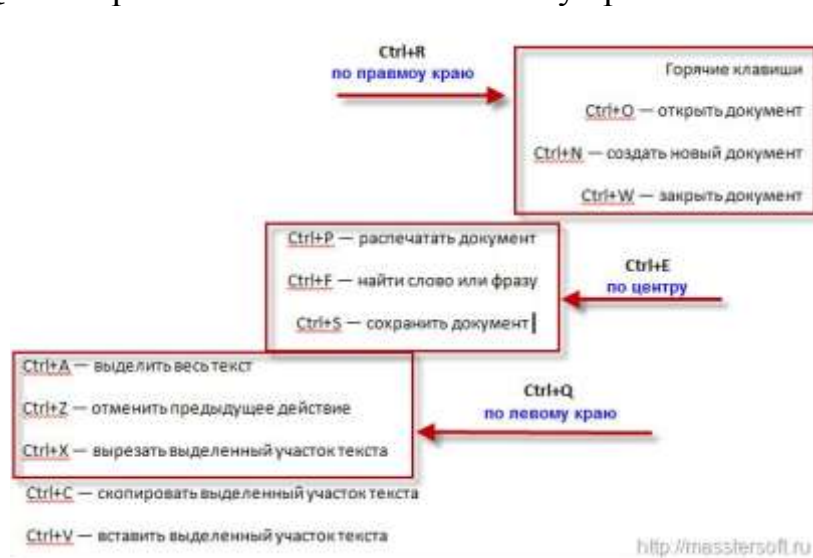 Ctrl+R
по правмоу краю
Горячие клавиши
Ctrl+O — открыть документ
Ctrl+N — создать новый документ
Ctrl+W — закрыть документ
Ctrl+P — распечатать документ
Ctrl+F — найти слово или фразу
Ctrl+S — сохранить документ
Ctrl+E
по центру
Ctrl+A — выделить весь текст
Ctrl+Z — отменить предыдущее действие
Ctrl+X — вырезать выделенный участок текста
Ctrl+Q
по левому краю
Ctrl+C — скопировать выделенный участок текста
Ctrl+V — вставить выделенный участок текста
http://masstersoft.ru